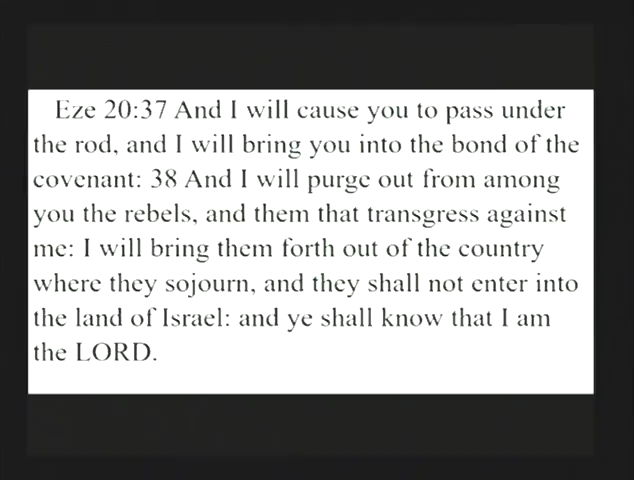 Eze 20:37 And I will cause you to pass under
the rod, and I will bring you into the bond of the
covenant: 38 And I will purge out from among
you the rebels, and them that transgress against
me: I will bring them forth out of the country
where they sojourn, and they shall not enter into
the land of Israel: and ye shall know that I am
the LORD.